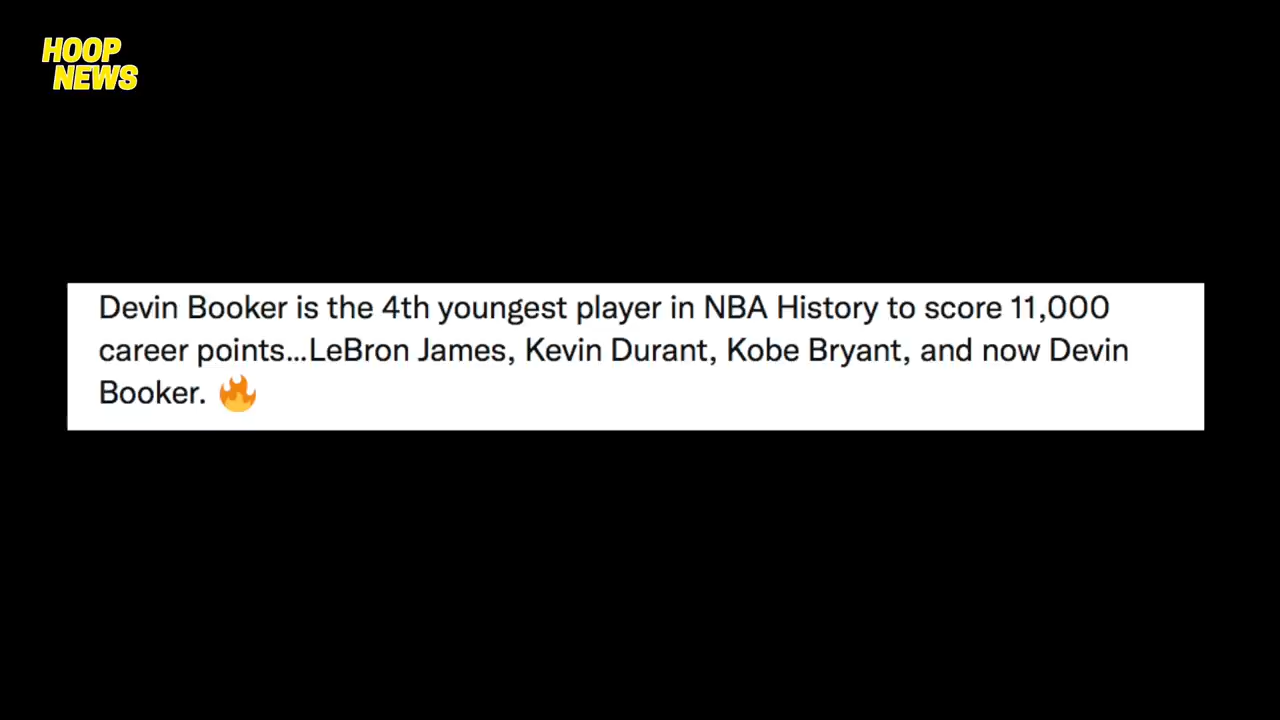 HOOP
NEWS
Devin Booker is the 4th youngest player in NBA History to score 11,000
career points...LeBron James, Kevin Durant, Kobe Bryant, and now Devin
Booker. 🔥